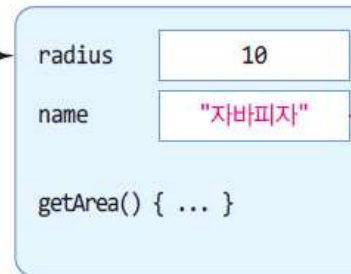 radius 10
name "자바피자"
getArea() { ... }